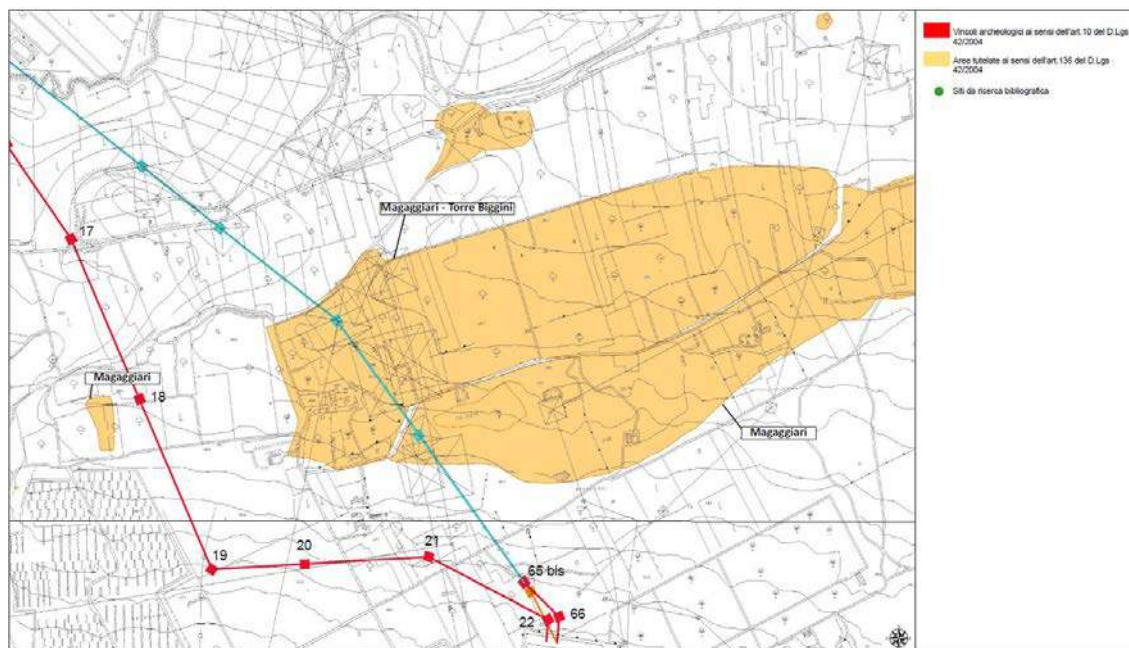 Vincoli archeologici ai sensi dell'art.10 del D.Lgs
42/2004
Aree tutelate ai sensi dell'art.136 del D.Lgs
42/2004
Siti da ricerca bibliografica
Magaggiari - Torre Biggini
17
Magaggiari
18
Magaggiari
19
20
21
65 bis
22
66